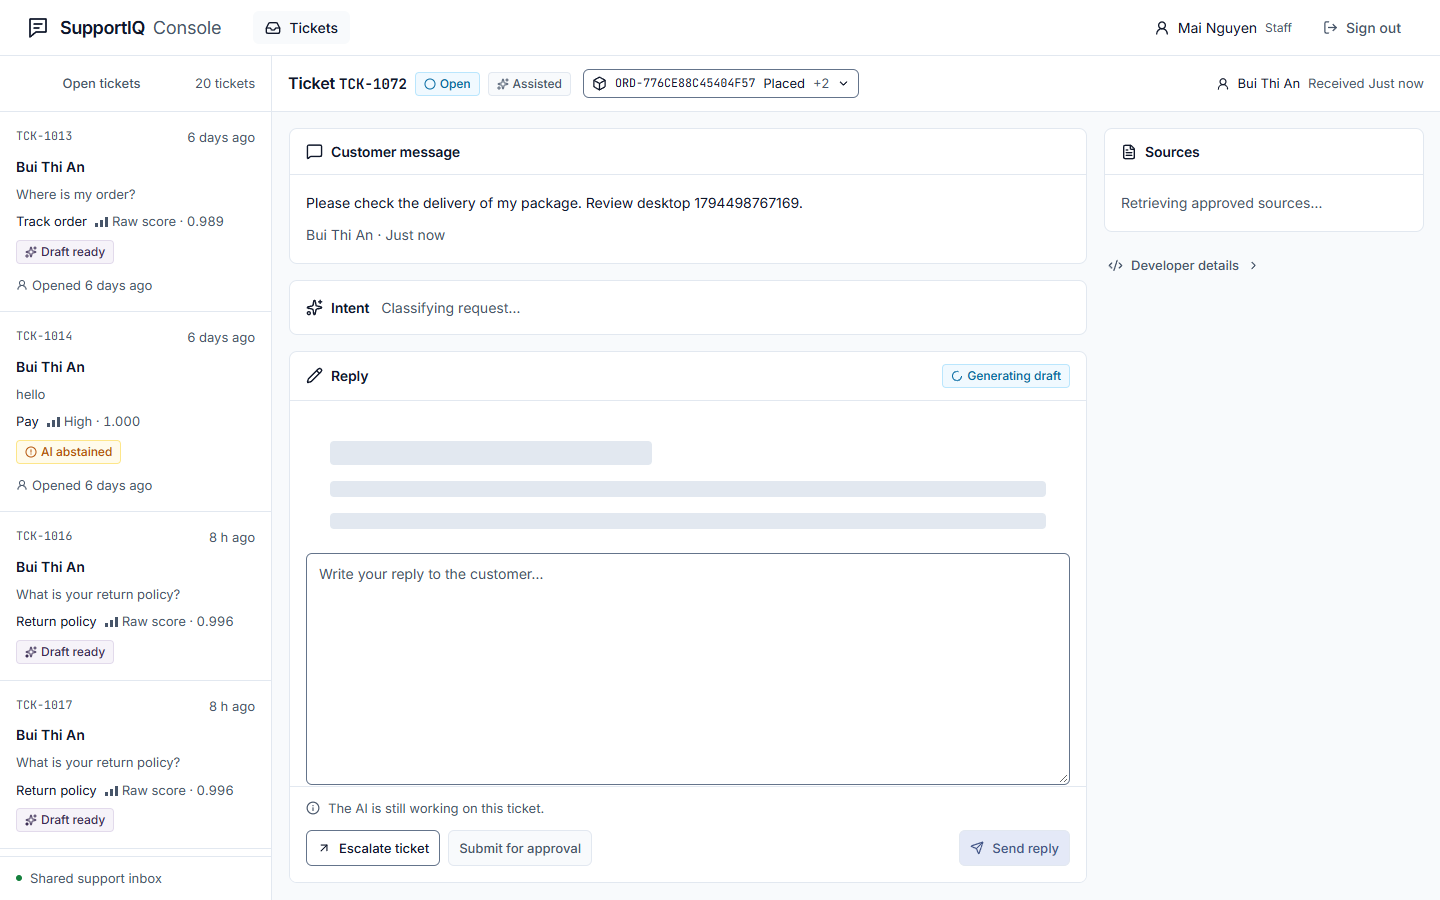 SupportIQ Console
Tickets
Mai Nguyen Staff
Sign out
Open tickets
20 tickets
Ticket TCK-1072
Open
Assisted
ORD-776CE88C45404F57 Placed +2
Bui Thi An Received Just now
TCK-1013
6 days ago
Bui Thi An
Where is my order?
Track order Raw score · 0.989
Draft ready
Opened 6 days ago
TCK-1014
6 days ago
Bui Thi An
hello
Pay High · 1.000
AI abstained
Opened 6 days ago
TCK-1016
8 h ago
Bui Thi An
What is your return policy?
Return policy Raw score · 0.996
Draft ready
TCK-1017
8 h ago
Bui Thi An
What is your return policy?
Return policy Raw score · 0.996
Draft ready
Shared support inbox
Customer message
Please check the delivery of my package. Review desktop 1794498767169.
Bui Thi An · Just now
Intent Classifying request...
Reply
Generating draft
Write your reply to the customer...
The AI is still working on this ticket.
Escalate ticket
Submit for approval
Send reply
Sources
Retrieving approved sources...
Developer details